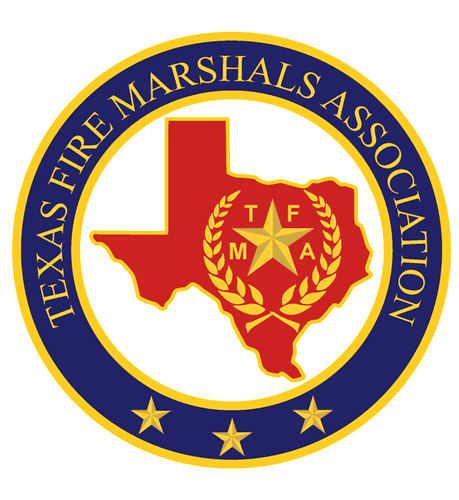 TEXAS FIRE MARSHALS ASSOCIATION
T F
M A